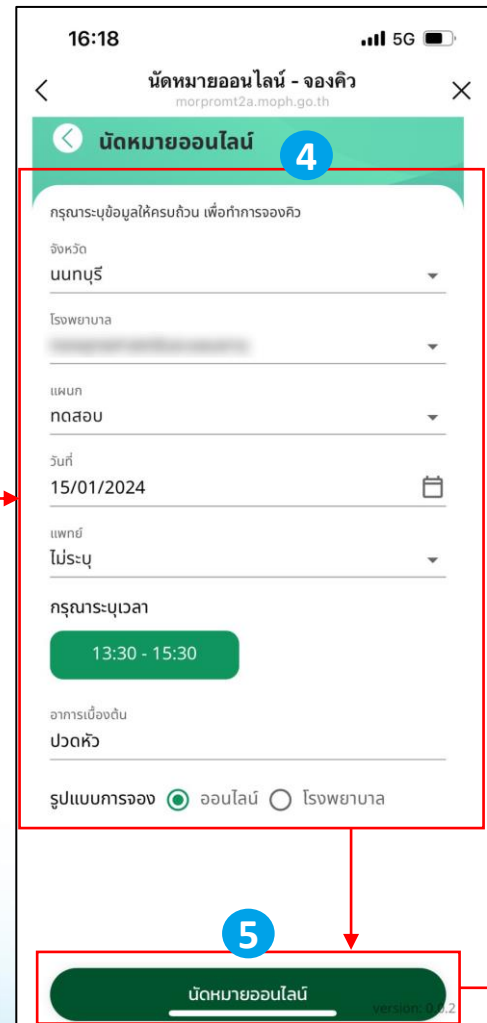 16:18
5G
นัดหมายออนไลน์ - จองคิว
morpromt2a.moph.go.th
นัดหมายออนไลน์
4
กรุณาระบุข้อมูลให้ครบถ้วน เพื่อทำการจองคิว
จังหวัด
นนทบุรี
โรงพยาบาล
แผนก
ทดสอบ
วันที่
15/01/2024
แพทย์
ไม่ระบุ
กรุณาระบุเวลา
13:30 - 15:30
อาการเบื้องต้น
ปวดหัว
รูปแบบการจอง ออนไลน์ โรงพยาบาล
5
นัดหมายออนไลน์
version: 0.0.2